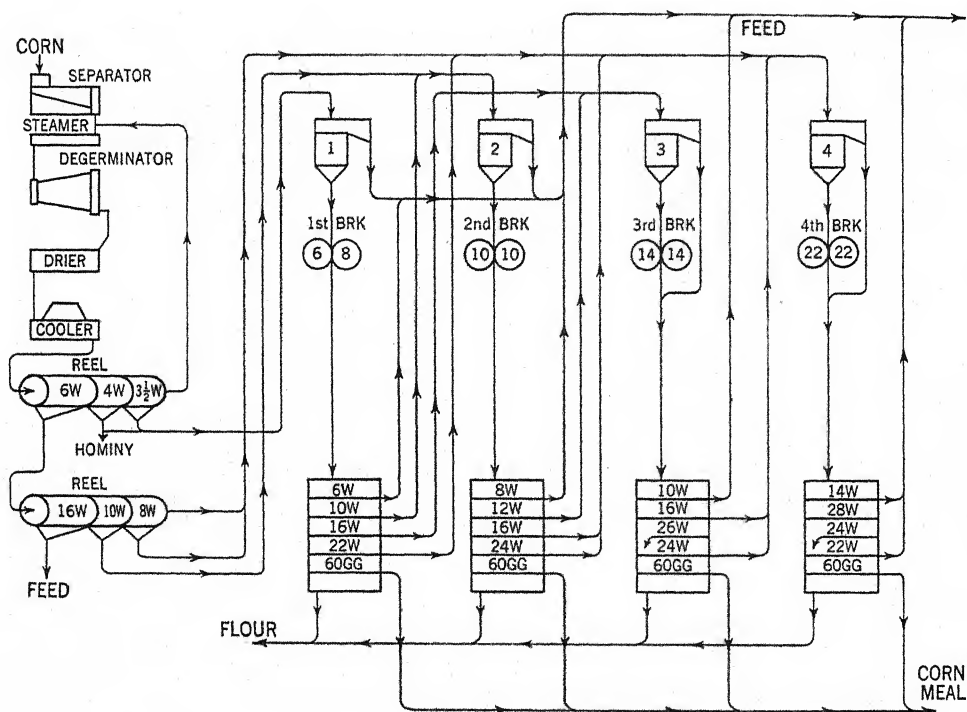 CORN
SEPARATOR
STEAMER
DEGERMINATOR
DRIER
COOLER
REEL
6W 4W 3½W
HOMINY
REEL
16W 10W 8W
FEED
FEED
1
2
3
4
1st BRK
6 8
2nd BRK
10 10
3rd BRK
14 14
4th BRK
22 22
6W
10W
16W
22W
60GG
8W
12W
16W
24W
60GG
10W
16W
26W
24W
60GG
14W
28W
24W
22W
60GG
FLOUR
CORN
MEAL